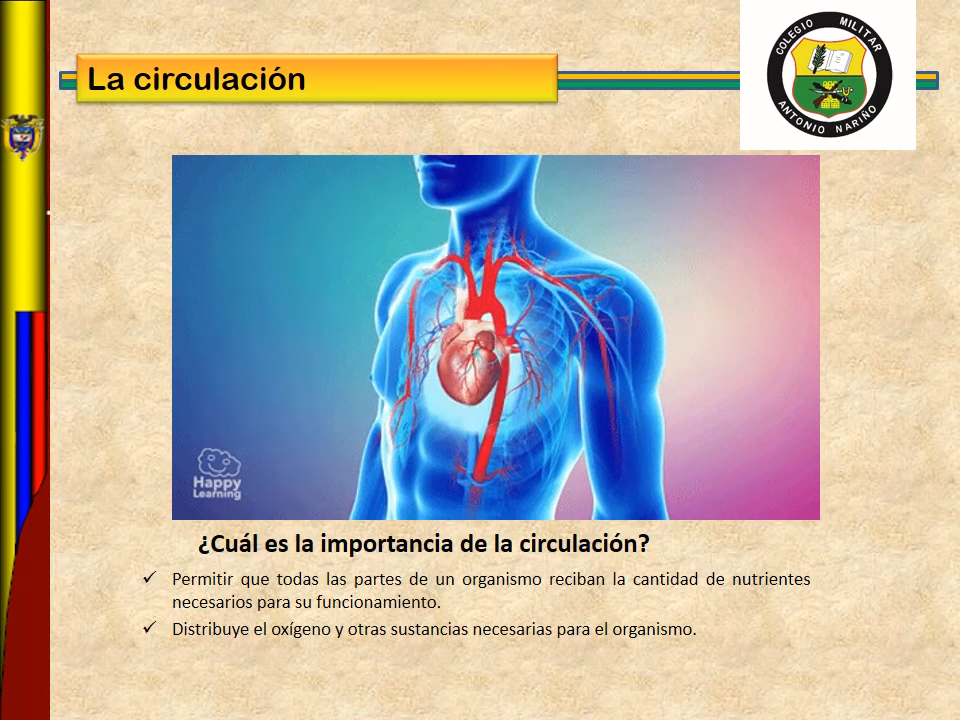 La circulación
COLEGIO MILITAR
ANTONIO NARIÑO
Happy
Learning
¿Cuál es la importancia de la circulación?
✓ Permitir que todas las partes de un organismo reciban la cantidad de nutrientes
necesarios para su funcionamiento.
✓ Distribuye el oxígeno y otras sustancias necesarias para el organismo.